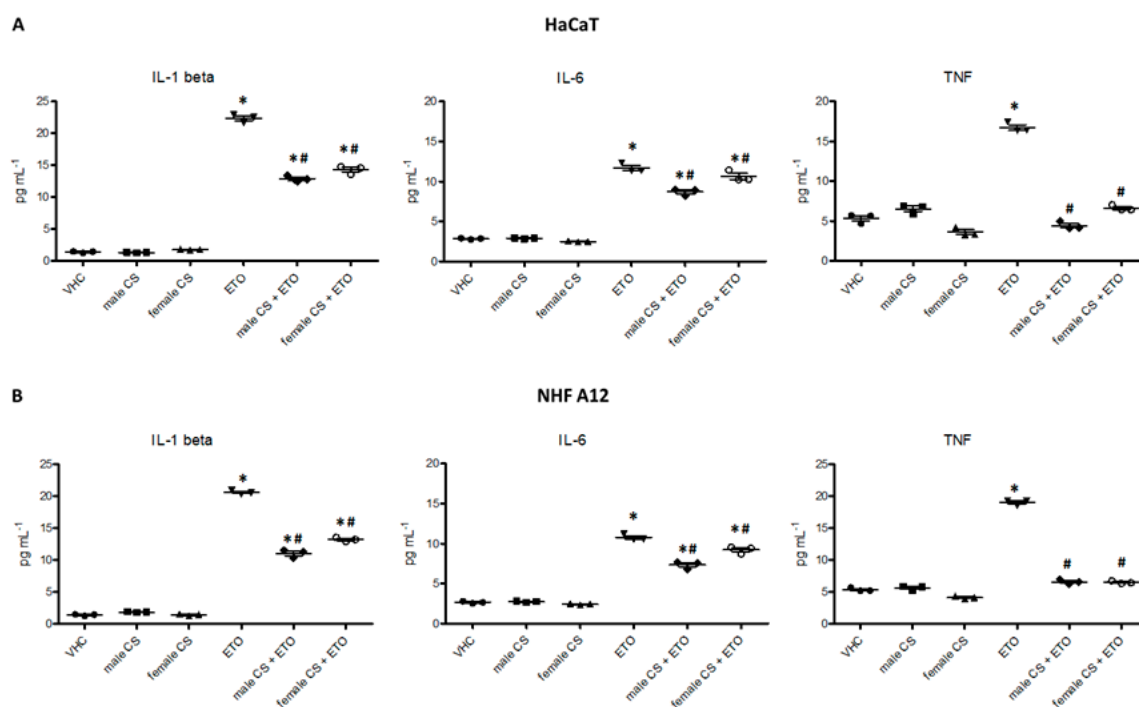 A
HaCaT
IL-1 beta
25
20
15
10
5
0
pg mL-1
*
*#
*#
VHC
male CS
female CS
ETO
male CS + ETO
female CS + ETO
IL-6
20
15
10
5
0
pg mL-1
*
*#
*#
VHC
male CS
female CS
ETO
male CS + ETO
female CS + ETO
TNF
20
15
10
5
0
pg mL-1
*
#
#
VHC
male CS
female CS
ETO
male CS + ETO
female CS + ETO
B
NHF A12
IL-1 beta
25
20
15
10
5
0
pg mL-1
*
*#
*#
VHC
male CS
female CS
ETO
male CS + ETO
female CS + ETO
IL-6
20
15
10
5
0
pg mL-1
*
*#
*#
VHC
male CS
female CS
ETO
male CS + ETO
female CS + ETO
TNF
25
20
15
10
5
0
pg mL-1
*
#
#
VHC
male CS
female CS
ETO
male CS + ETO
female CS + ETO